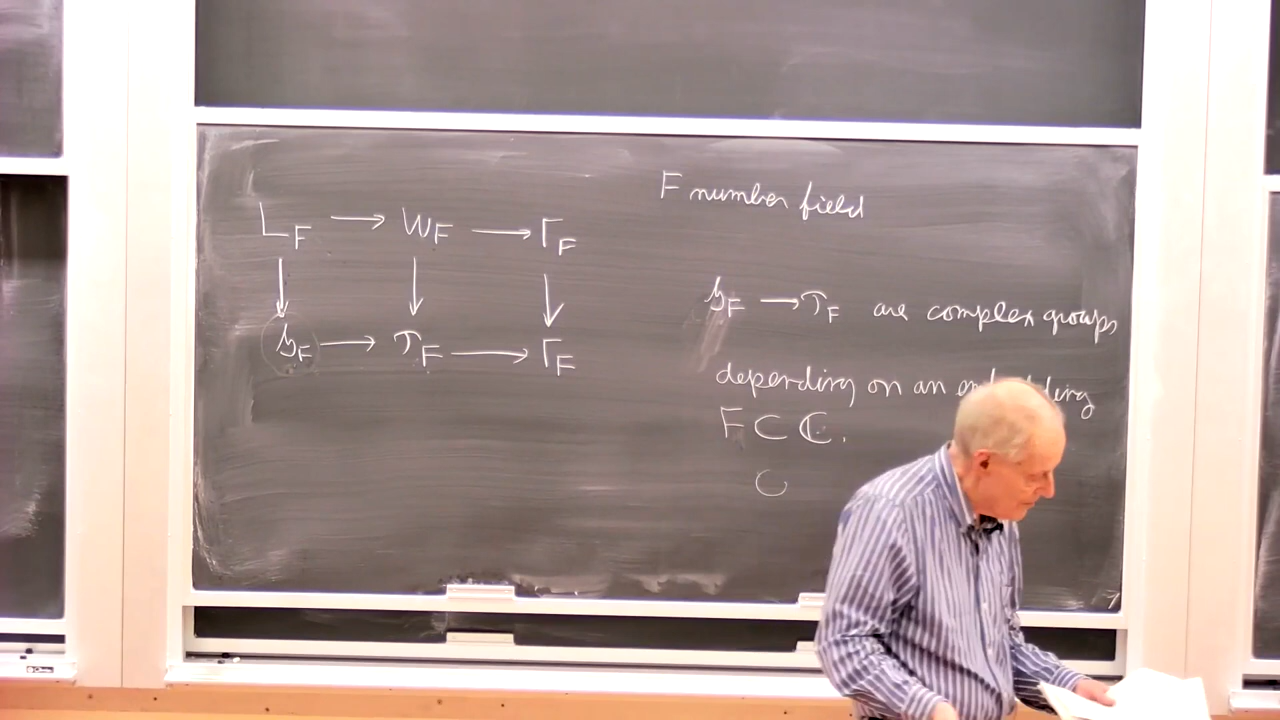 L_F → W_F → Γ_F
↓ ↓ ↓
𝒢_F → 𝒯_F → Γ_F
F number field
𝒢_F → 𝒯_F are complex groups
depending on an embedding
F ⊂ ℂ.
⊂